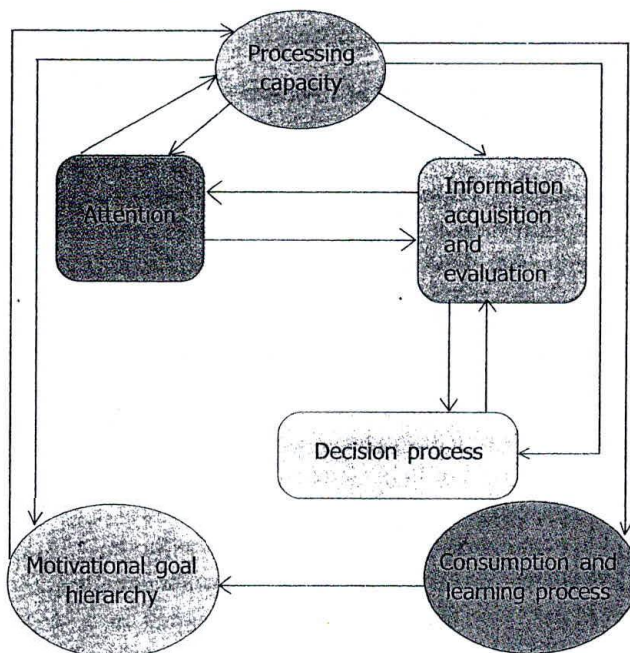 Processing
capacity
Attention
Information
acquisition
and
evaluation
Decision process
Motivational goal
hierarchy
Consumption and
learning process